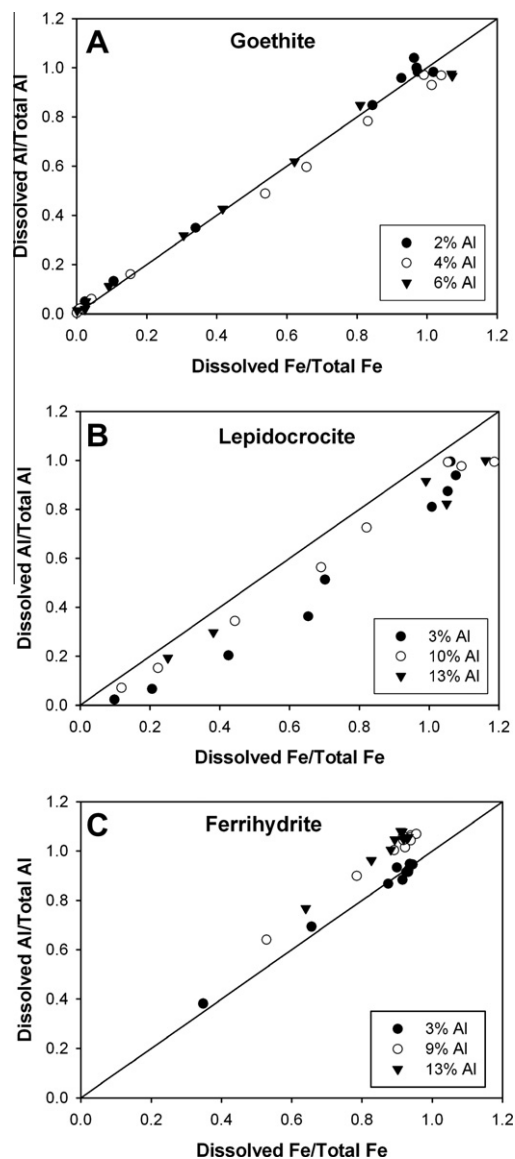 A
Goethite
Dissolved Al/Total Al
1.2
1.0
0.8
0.6
0.4
0.2
0.0
2% Al
4% Al
6% Al
0.0 0.2 0.4 0.6 0.8 1.0 1.2
Dissolved Fe/Total Fe
B
Lepidocrocite
Dissolved Al/Total Al
1.2
1.0
0.8
0.6
0.4
0.2
0.0
3% Al
10% Al
13% Al
0.0 0.2 0.4 0.6 0.8 1.0 1.2
Dissolved Fe/Total Fe
C
Ferrihydrite
Dissolved Al/Total Al
1.2
1.0
0.8
0.6
0.4
0.2
0.0
3% Al
9% Al
13% Al
0.0 0.2 0.4 0.6 0.8 1.0 1.2
Dissolved Fe/Total Fe